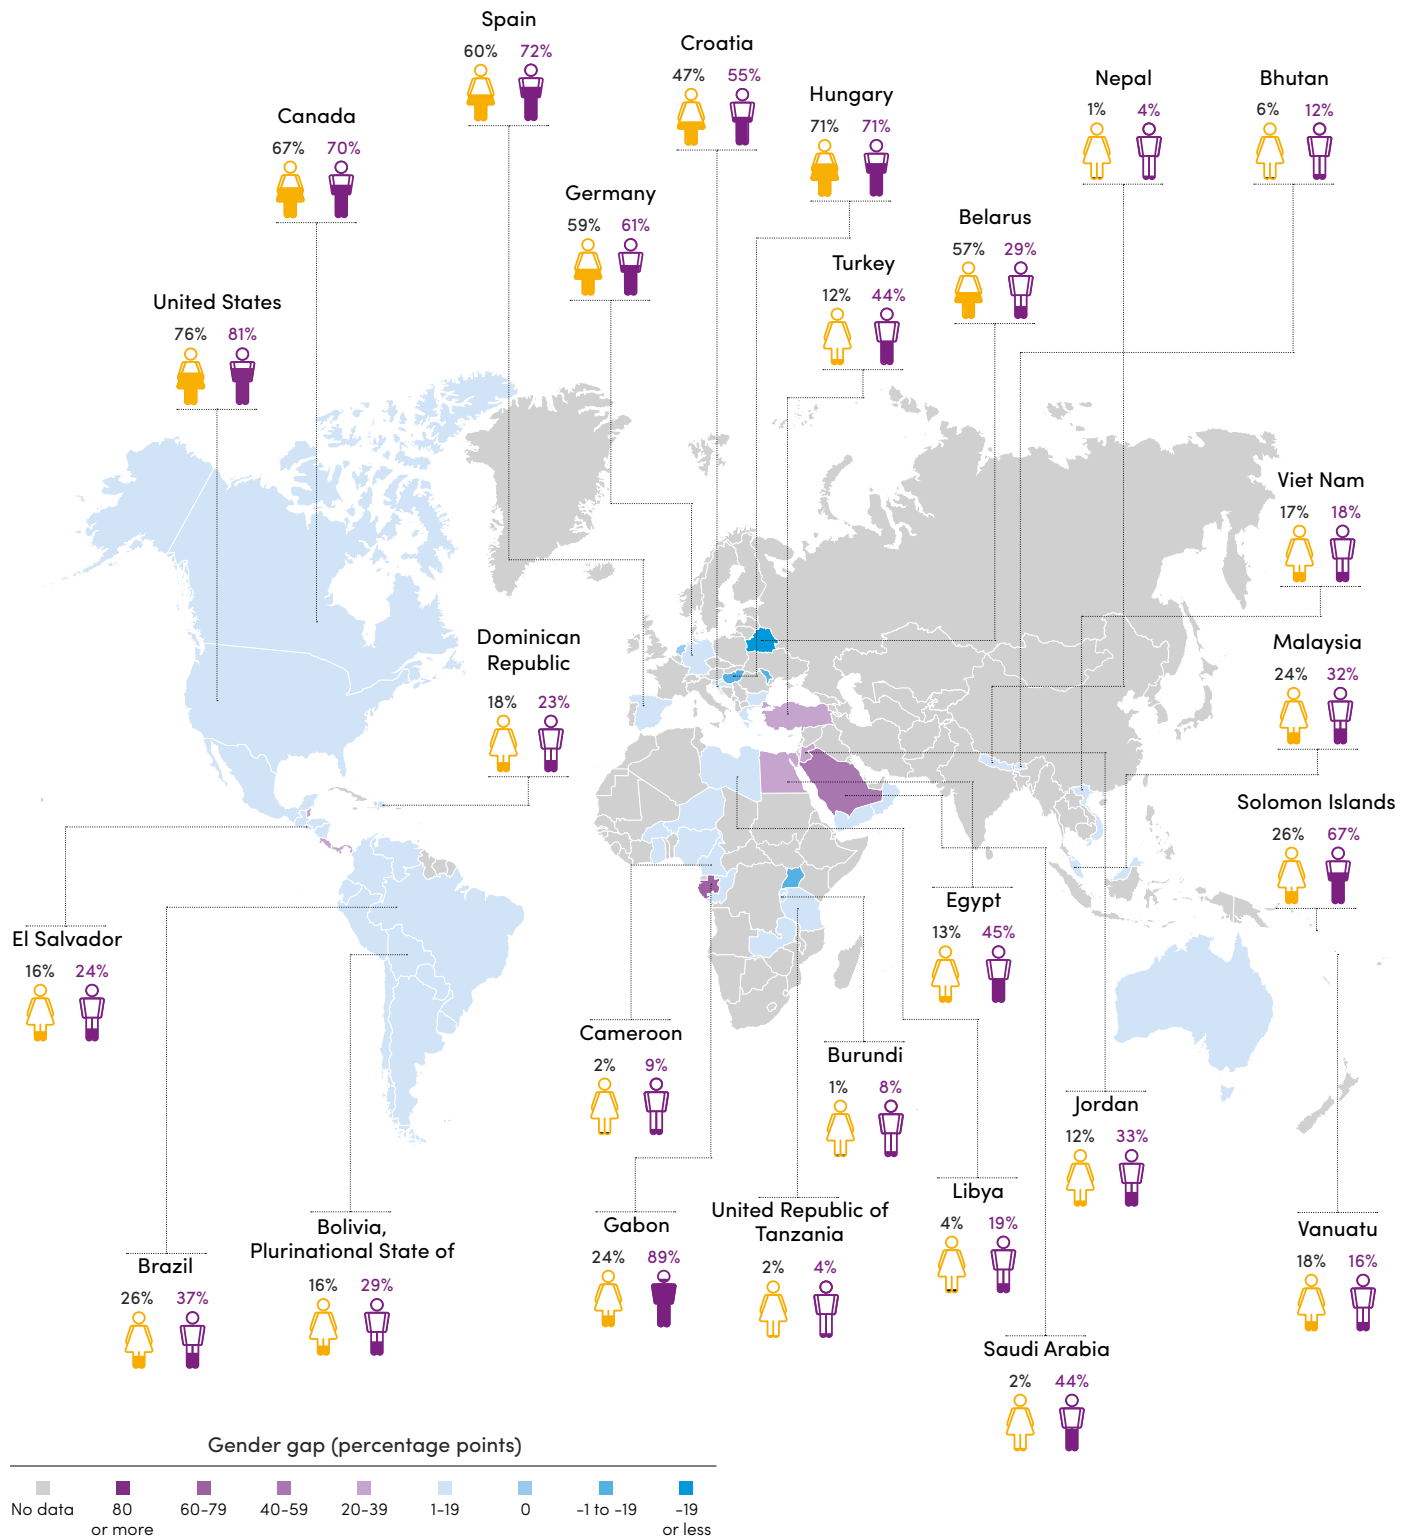 Spain
60% 72%
Croatia
47% 55%
Hungary
71% 71%
Nepal
1% 4%
Bhutan
6% 12%
Canada
67% 70%
Germany
59% 61%
Belarus
57% 29%
Turkey
12% 44%
United States
76% 81%
Viet Nam
17% 18%
Dominican
Republic
18% 23%
Malaysia
24% 32%
Solomon Islands
26% 67%
El Salvador
16% 24%
Egypt
13% 45%
Cameroon
2% 9%
Burundi
1% 8%
Jordan
12% 33%
Libya
4% 19%
Gabon
24% 89%
United Republic of
Tanzania
2% 4%
Bolivia,
Plurinational State of
16% 29%
Brazil
26% 37%
Vanuatu
18% 16%
Saudi Arabia
2% 44%
Gender gap (percentage points)
No data
80
or more
60-79
40-59
20-39
1-19
0
-1 to -19
-19
or less